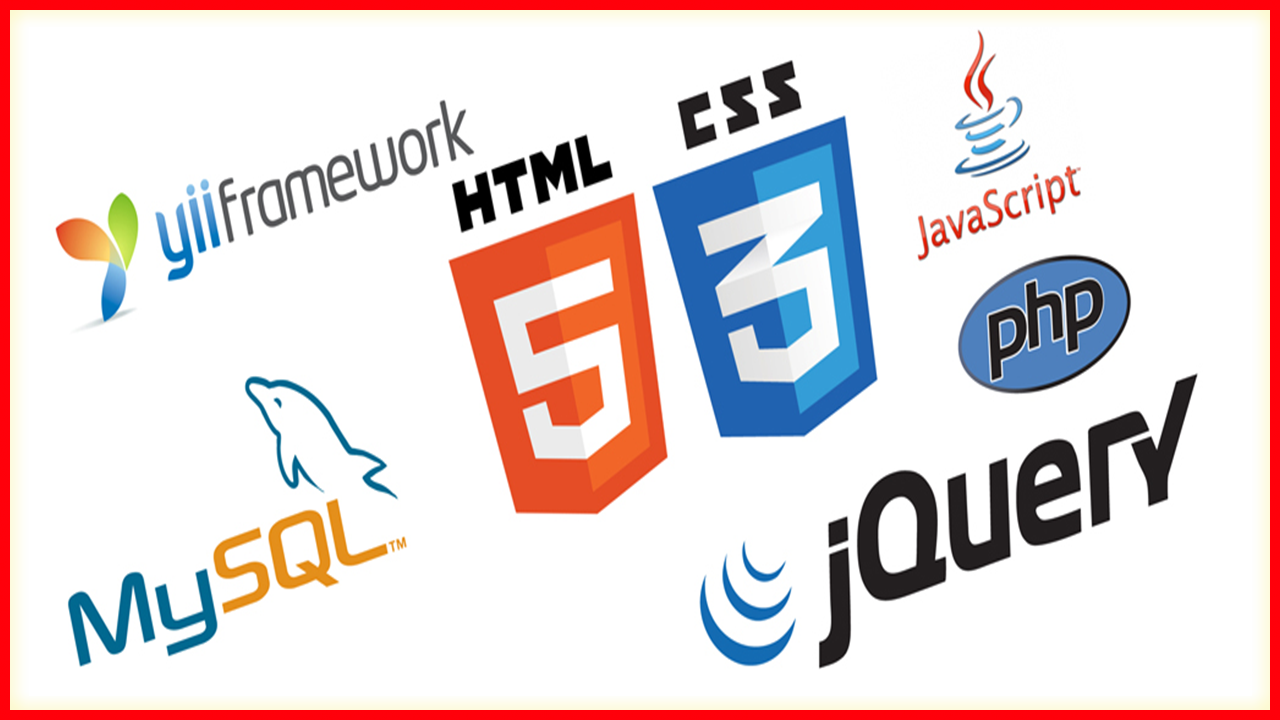 yiiframework
HTML
5
CSS
3
JavaScript
php
MySQL™
jQuery